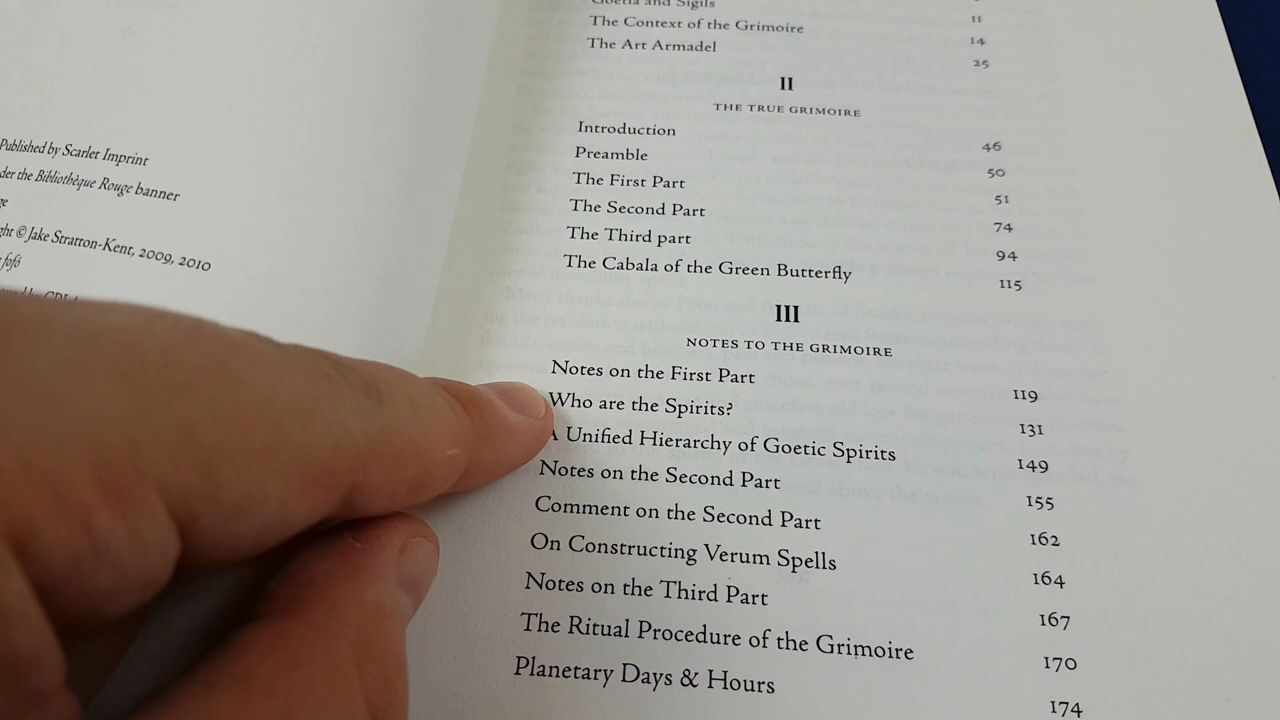 Published by Scarlet Imprint
der the Bibliothèque Rouge banner
ge
ght © Jake Stratton-Kent, 2009, 2010
fofó
Goetia and Sigils 11
The Context of the Grimoire 14
The Art Armadel 25
II
THE TRUE GRIMOIRE
Introduction 46
Preamble 50
The First Part 51
The Second Part 74
The Third part 94
The Cabala of the Green Butterfly 115
III
NOTES TO THE GRIMOIRE
Notes on the First Part 119
Who are the Spirits? 131
A Unified Hierarchy of Goetic Spirits 149
Notes on the Second Part 155
Comment on the Second Part 162
On Constructing Verum Spells 164
Notes on the Third Part 167
The Ritual Procedure of the Grimoire 170
Planetary Days & Hours 174